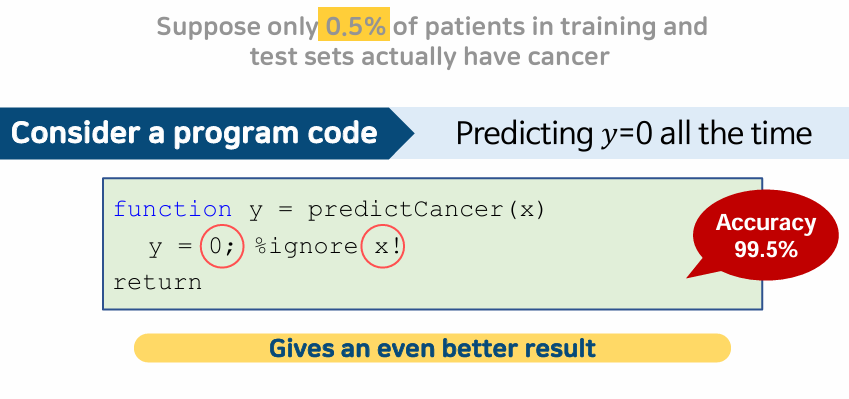 Suppose only 0.5% of patients in training and
test sets actually have cancer
Consider a program code
Predicting y=0 all the time
function y = predictCancer(x)
y = 0; %ignore x!
return
Accuracy
99.5%
Gives an even better result